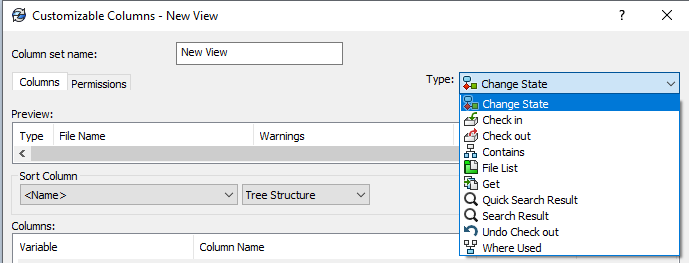 Customizable Columns - New View
Column set name: New View
Columns Permissions
Type: Change State
Change State
Check in
Check out
Contains
File List
Get
Quick Search Result
Search Result
Undo Check out
Where Used
Preview:
Type File Name Warnings
Sort Column
<Name> Tree Structure
Columns:
Variable Column Name